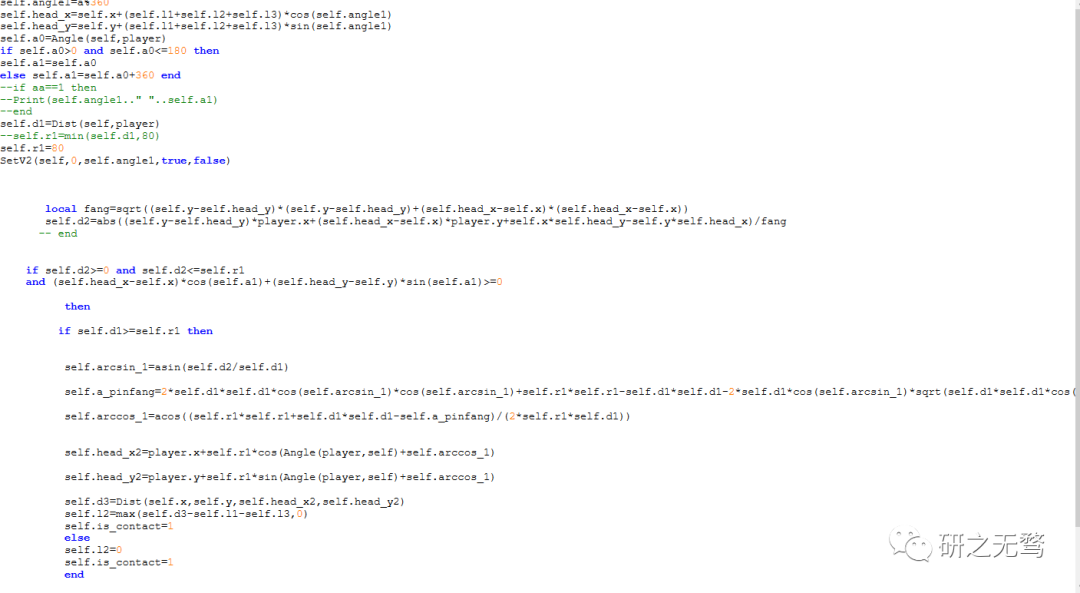 self.angle1=a%360
self.head_x=self.x+(self.l1+self.l2+self.l3)*cos(self.angle1)
self.head_y=self.y+(self.l1+self.l2+self.l3)*sin(self.angle1)
self.a0=Angle(self,player)
if self.a0>0 and self.a0<=180 then
self.a1=self.a0
else self.a1=self.a0+360 end
--if aa==1 then
--Print(self.angle1.." "..self.a1)
--end
self.d1=Dist(self,player)
--self.r1=min(self.d1,80)
self.r1=80
SetV2(self,0,self.angle1,true,false)
local fang=sqrt((self.y-self.head_y)*(self.y-self.head_y)+(self.head_x-self.x)*(self.head_x-self.x))
self.d2=abs((self.y-self.head_y)*player.x+(self.head_x-self.x)*player.y+self.x*self.head_y-self.y*self.head_x)/fang
-- end
if self.d2>=0 and self.d2<=self.r1
and (self.head_x-self.x)*cos(self.a1)+(self.head_y-self.y)*sin(self.a1)>=0
then
if self.d1>=self.r1 then
self.arcsin_1=asin(self.d2/self.d1)
self.a_pinfang=2*self.d1*self.d1*cos(self.arcsin_1)*cos(self.arcsin_1)+self.r1*self.r1-self.d1*self.d1-2*self.d1*cos(self.arcsin_1)*sqrt(self.d1*self.d1*cos(
self.arccos_1=acos((self.r1*self.r1+self.d1*self.d1-self.a_pinfang)/(2*self.r1*self.d1))
self.head_x2=player.x+self.r1*cos(Angle(player,self)+self.arccos_1)
self.head_y2=player.y+self.r1*sin(Angle(player,self)+self.arccos_1)
self.d3=Dist(self.x,self.y,self.head_x2,self.head_y2)
self.l2=max(self.d3-self.l1-self.l3,0)
self.is_contact=1
else
self.l2=0
self.is_contact=1
end
研之无鹜